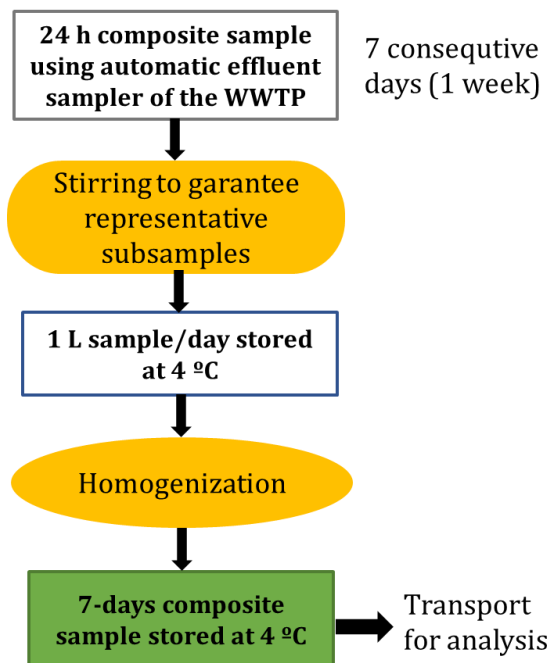 24 h composite sample
using automatic effluent
sampler of the WWTP
7 consequtive
days (1 week)
Stirring to garantee
representative
subsamples
1 L sample/day stored
at 4 ºC
Homogenization
7-days composite
sample stored at 4 ºC
Transport
for analysis